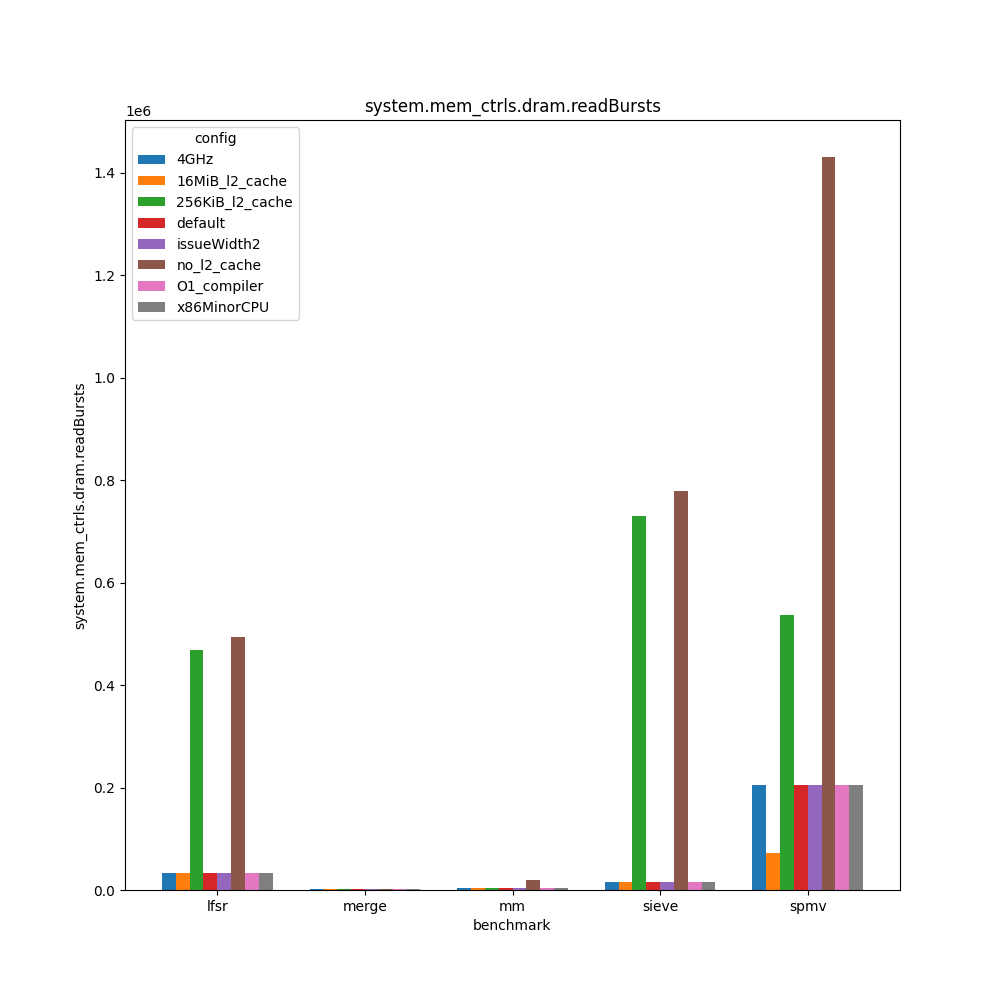 system.mem_ctrls.dram.readBursts
1e6
config
4GHz
16MiB_l2_cache
256KiB_l2_cache
default
issueWidth2
no_l2_cache
O1_compiler
x86MinorCPU
system.mem_ctrls.dram.readBursts
1.4
1.2
1.0
0.8
0.6
0.4
0.2
0.0
lfsr merge mm sieve spmv
benchmark